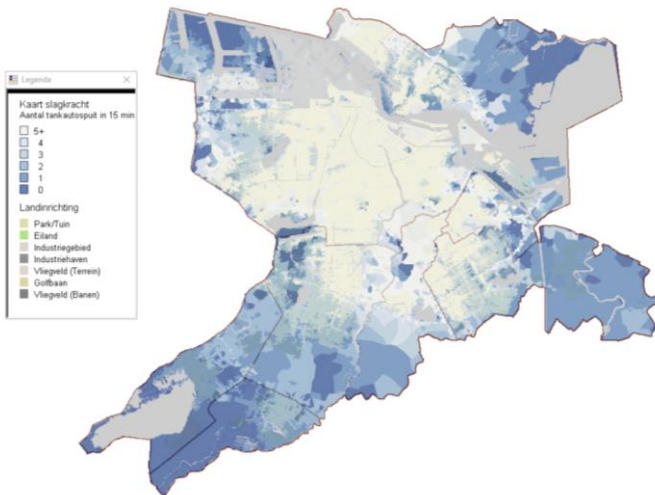 Legende
Kaart slagkracht
Aantal tankautospuit in 15 min
5+
4
3
2
1
0
Landinrichting
Park/Tuin
Eiland
Industriegebied
Industriehaven
Vliegveld (Terrein)
Golfbaan
Vliegveld (Banen)